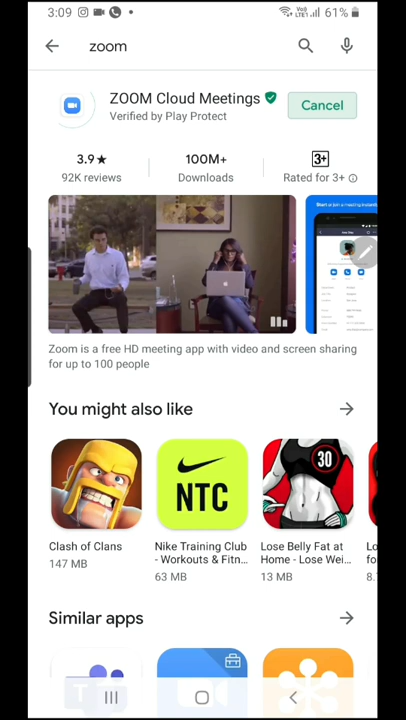 3:09 61%
zoom
ZOOM Cloud Meetings Cancel
Verified by Play Protect
3.9★ 100M+ 3+
92K reviews Downloads Rated for 3+
Zoom is a free HD meeting app with video and screen sharing
for up to 100 people
You might also like
NTC
30
Clash of Clans
147 MB
Nike Training Club
- Workouts & Fitn...
63 MB
Lose Belly Fat at
Home - Lose Wei...
13 MB
Similar apps
T